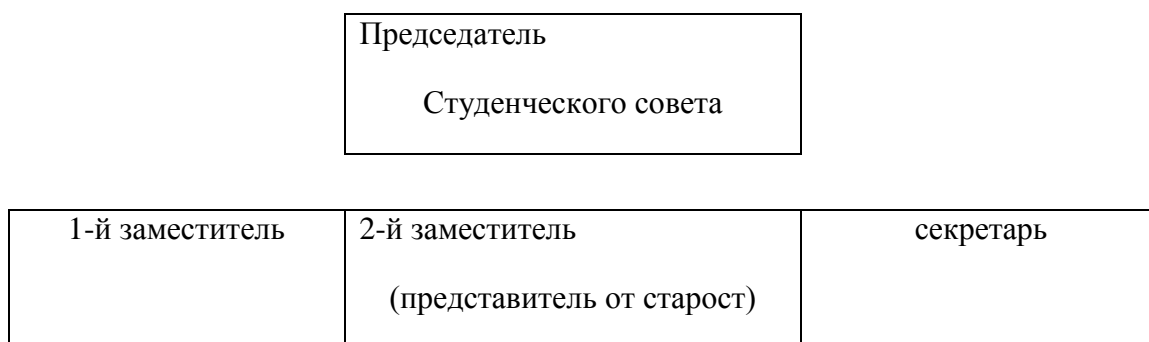 Председатель
Студенческого совета
1-й заместитель
2-й заместитель
(представитель от старост)
секретарь